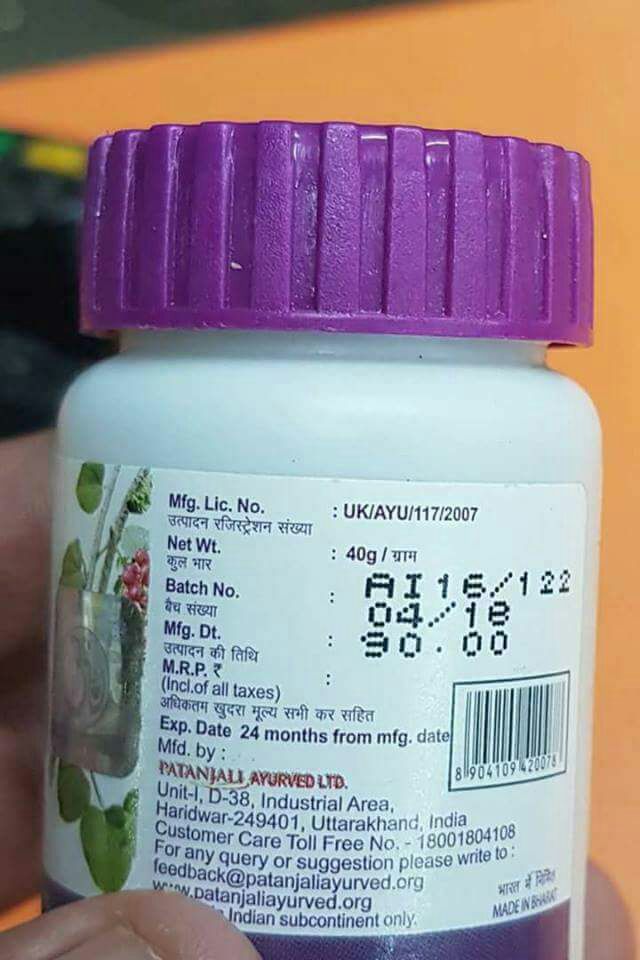 Mfg. Lic. No. : UK/AYU/117/2007
उत्पादन रजिस्ट्रेशन संख्या
Net Wt. : 40g / ग्राम
कुल भार
Batch No. : AI16/122
बैच संख्या
Mfg. Dt. : 04/18
उत्पादन की तिथि
M.R.P. ₹ : 90.00
(Incl.of all taxes)
अधिकतम खुदरा मूल्य सभी कर सहित
Exp. Date 24 months from mfg. date
Mfd. by :
PATANJALI AYURVED LTD.
Unit-I, D-38, Industrial Area,
Haridwar-249401, Uttarakhand, India
Customer Care Toll Free No. - 18001804108
For any query or suggestion please write to :
feedback@patanjaliayurved.org
www.patanjaliayurved.org
Indian subcontinent only.
8 904109 420078
भारत में निर्मित
MADE IN BHARAT